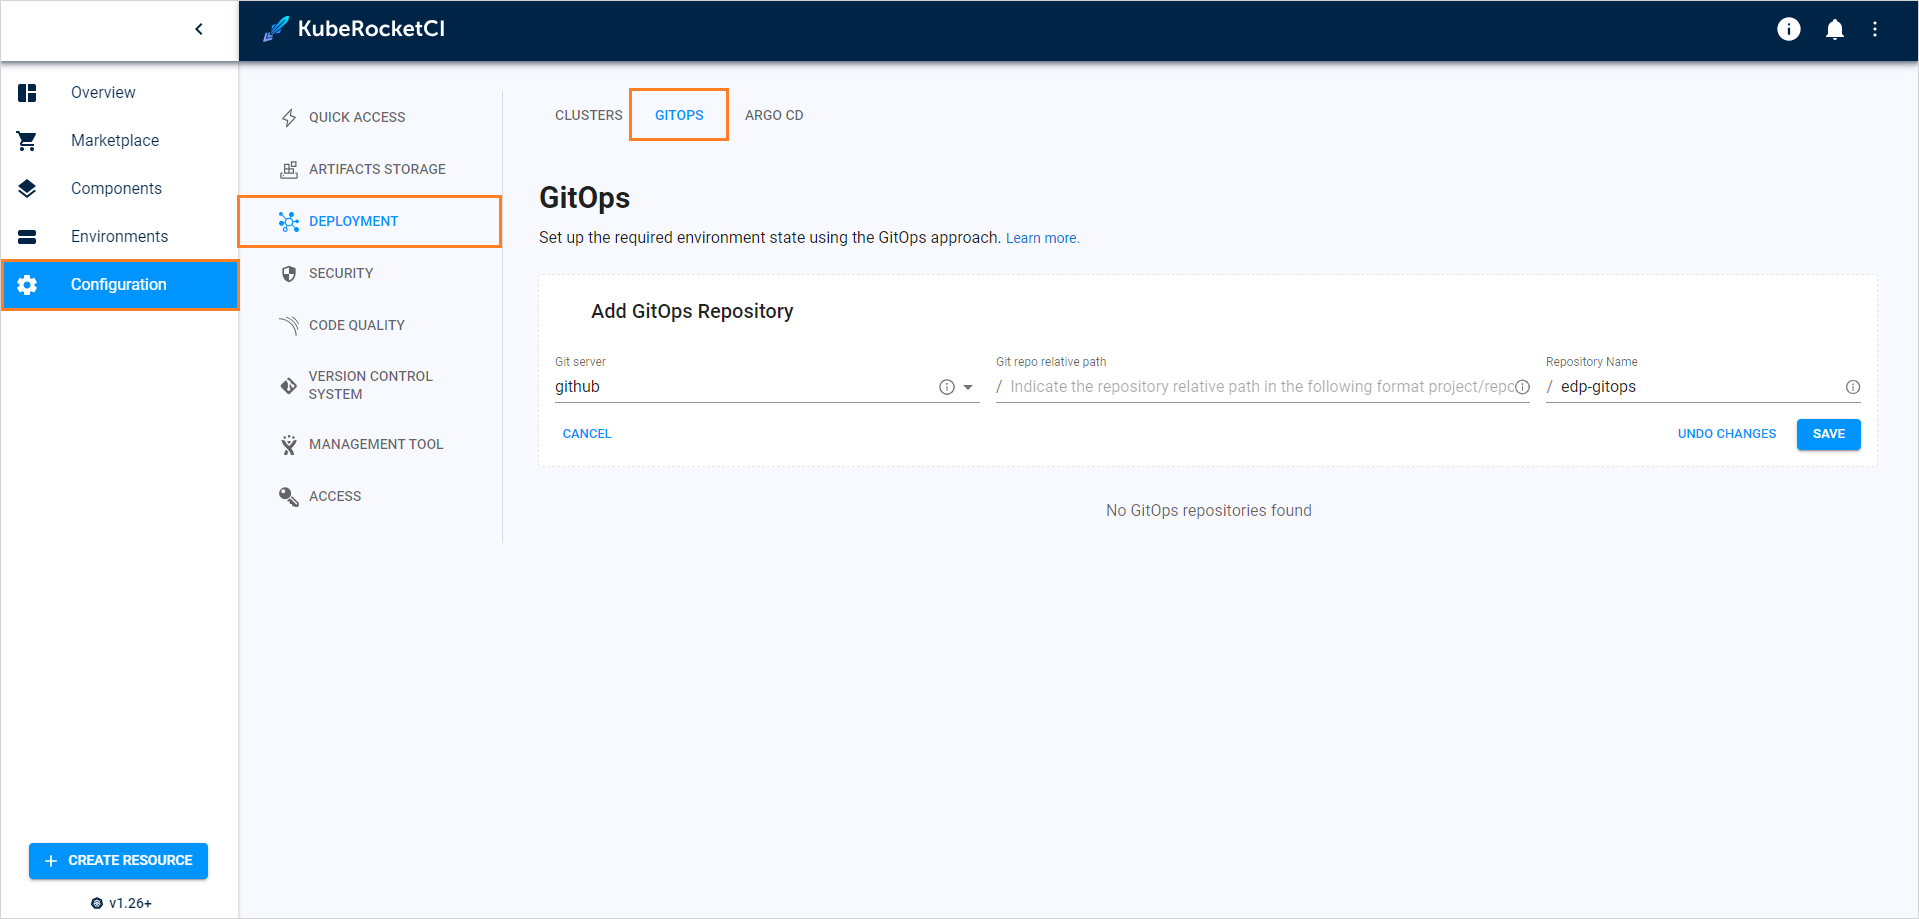 KubeRocketCI
Overview
Marketplace
Components
Environments
Configuration
CREATE RESOURCE
v1.26+
QUICK ACCESS
ARTIFACTS STORAGE
DEPLOYMENT
SECURITY
CODE QUALITY
VERSION CONTROL
SYSTEM
MANAGEMENT TOOL
ACCESS
CLUSTERS GITOPS ARGO CD
GitOps
Set up the required environment state using the GitOps approach. Learn more.
Add GitOps Repository
Git server Git repo relative path Repository Name
github / Indicate the repository relative path in the following format project/repo / edp-gitops
CANCEL UNDO CHANGES SAVE
No GitOps repositories found